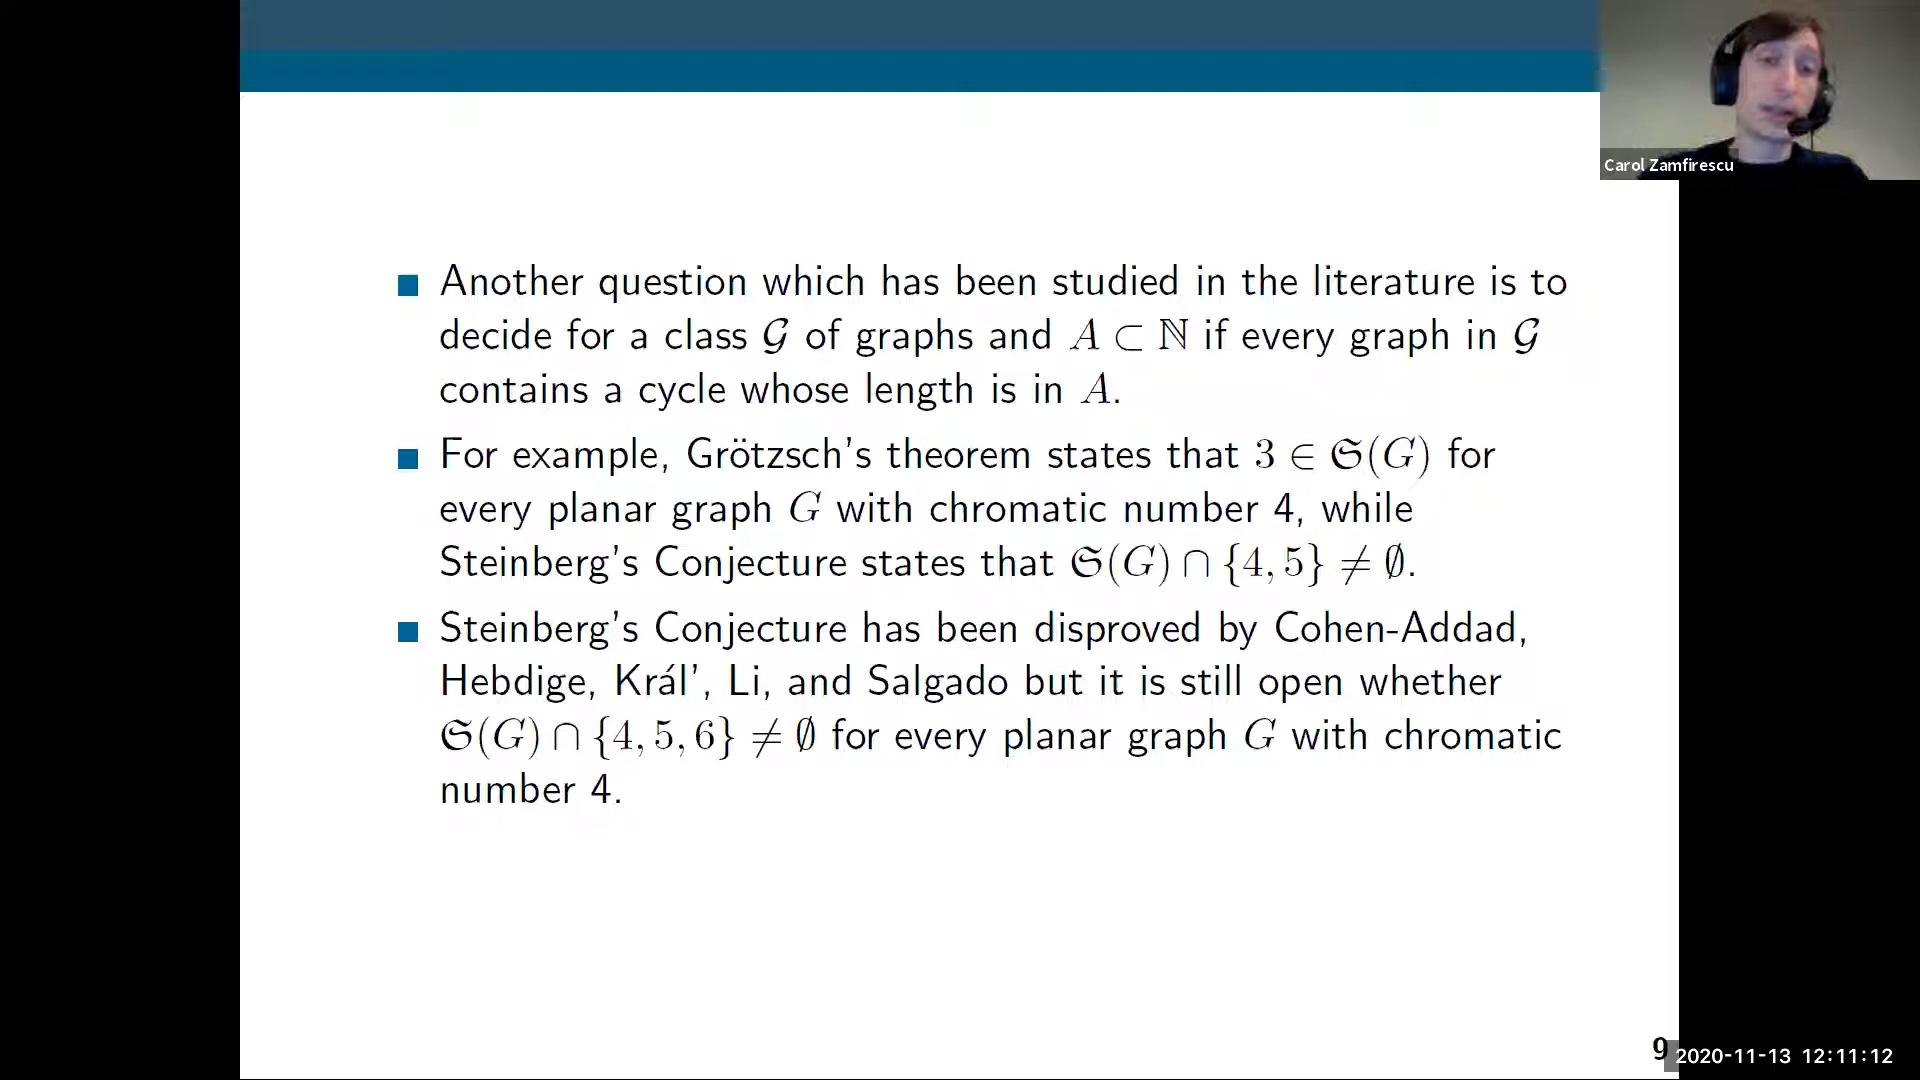 Carol Zamfirescu
Another question which has been studied in the literature is to
decide for a class 𝒢 of graphs and A ⊂ ℕ if every graph in 𝒢
contains a cycle whose length is in A.
For example, Grötzsch's theorem states that 3 ∈ 𝔖(G) for
every planar graph G with chromatic number 4, while
Steinberg's Conjecture states that 𝔖(G) ∩ {4, 5} ≠ ∅.
Steinberg's Conjecture has been disproved by Cohen-Addad,
Hebdige, Král', Li, and Salgado but it is still open whether
𝔖(G) ∩ {4, 5, 6} ≠ ∅ for every planar graph G with chromatic
number 4.
9
2020-11-13 12:11:12